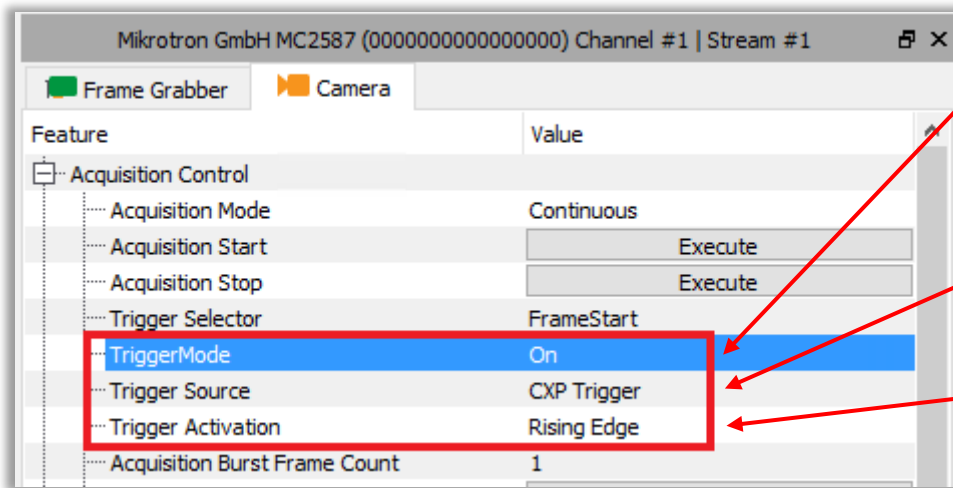 Mikrotron GmbH MC2587 (0000000000000000) Channel #1 | Stream #1
Frame Grabber Camera
Feature Value
Acquisition Control
Acquisition Mode Continuous
Acquisition Start Execute
Acquisition Stop Execute
Trigger Selector FrameStart
TriggerMode On
Trigger Source CXP Trigger
Trigger Activation Rising Edge
Acquisition Burst Frame Count 1